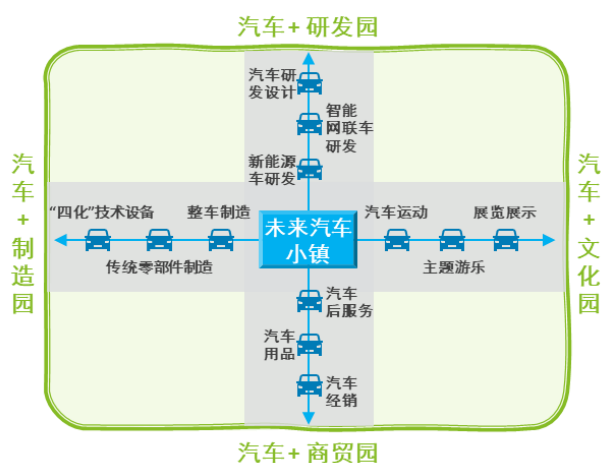 汽车+研发园
汽车研
发设计
智能
网联车
研发
新能源
车研发
汽车+制造园
“四化”技术设备
整车制造
传统零部件制造
未来汽车
小镇
汽车运动
展览展示
主题游乐
汽车+文化园
汽车
后服务
汽车
用品
汽车
经销
汽车+商贸园